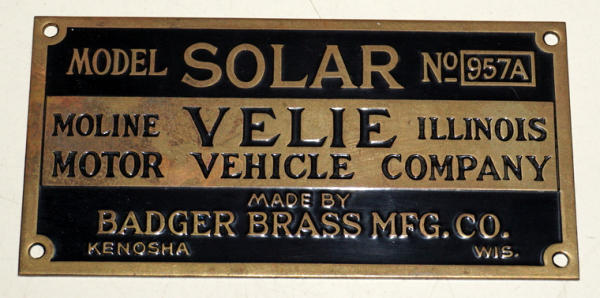 MODEL SOLAR No 957A
MOLINE VELIE ILLINOIS
MOTOR VEHICLE COMPANY
MADE BY
BADGER BRASS MFG. CO.
KENOSHA WIS.